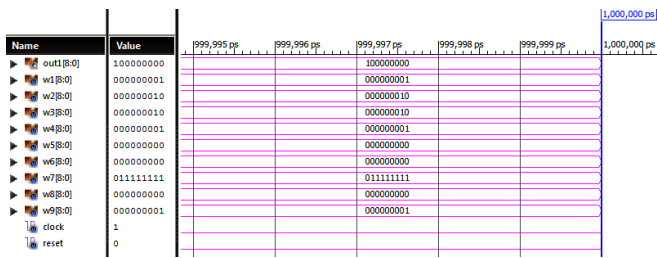 1,000,000 ps
Name Value 999,995 ps 999,996 ps 999,997 ps 999,998 ps 999,999 ps 1,000,000 ps
out1[8:0] 100000000 100000000
w1[8:0] 000000001 000000001
w2[8:0] 000000010 000000010
w3[8:0] 000000010 000000010
w4[8:0] 000000001 000000001
w5[8:0] 000000000 000000000
w6[8:0] 000000000 000000000
w7[8:0] 011111111 011111111
w8[8:0] 000000000 000000000
w9[8:0] 000000001 000000001
clock 1
reset 0